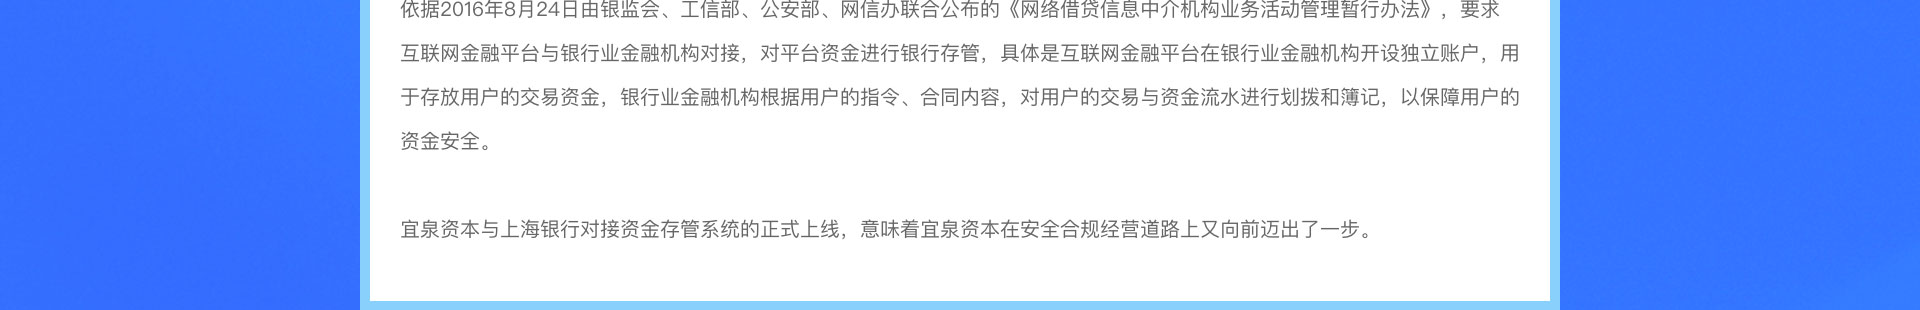 依据2016年8月24日由银监会、工信部、公安部、网信办联合公布的《网络借贷信息中介机构业务活动管理暂行办法》，要求
互联网金融平台与银行业金融机构对接，对平台资金进行银行存管，具体是互联网金融平台在银行业金融机构开设独立账户，用
于存放用户的交易资金，银行业金融机构根据用户的指令、合同内容，对用户的交易与资金流水进行划拨和簿记，以保障用户的
资金安全。
宜泉资本与上海银行对接资金存管系统的正式上线，意味着宜泉资本在安全合规经营道路上又向前迈出了一步。